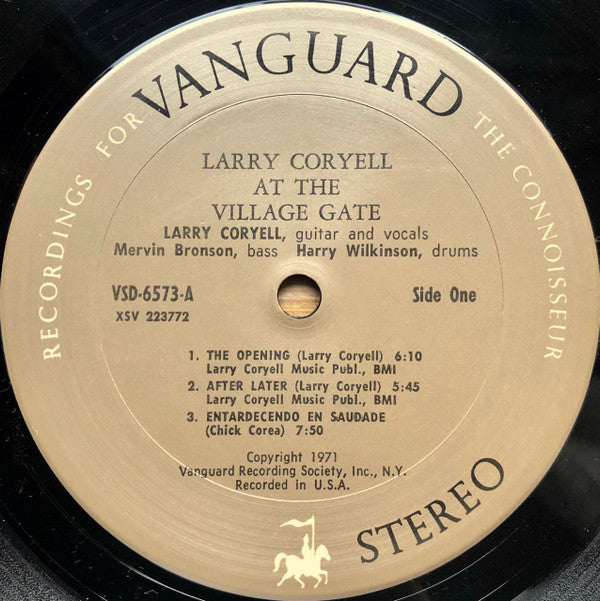 RECORDINGS FOR VANGUARD THE CONNOISSEUR
LARRY CORYELL
AT THE
VILLAGE GATE
LARRY CORYELL, guitar and vocals
Mervin Bronson, bass Harry Wilkinson, drums
VSD-6573-A Side One
XSV 223772
1. THE OPENING (Larry Coryell) 6:10
Larry Coryell Music Publ., BMI
2. AFTER LATER (Larry Coryell) 5:45
Larry Coryell Music Publ., BMI
3. ENTARDECENDO EN SAUDADE
(Chick Corea) 7:50
Copyright 1971
Vanguard Recording Society, Inc., N.Y.
Recorded in U.S.A.
STEREO